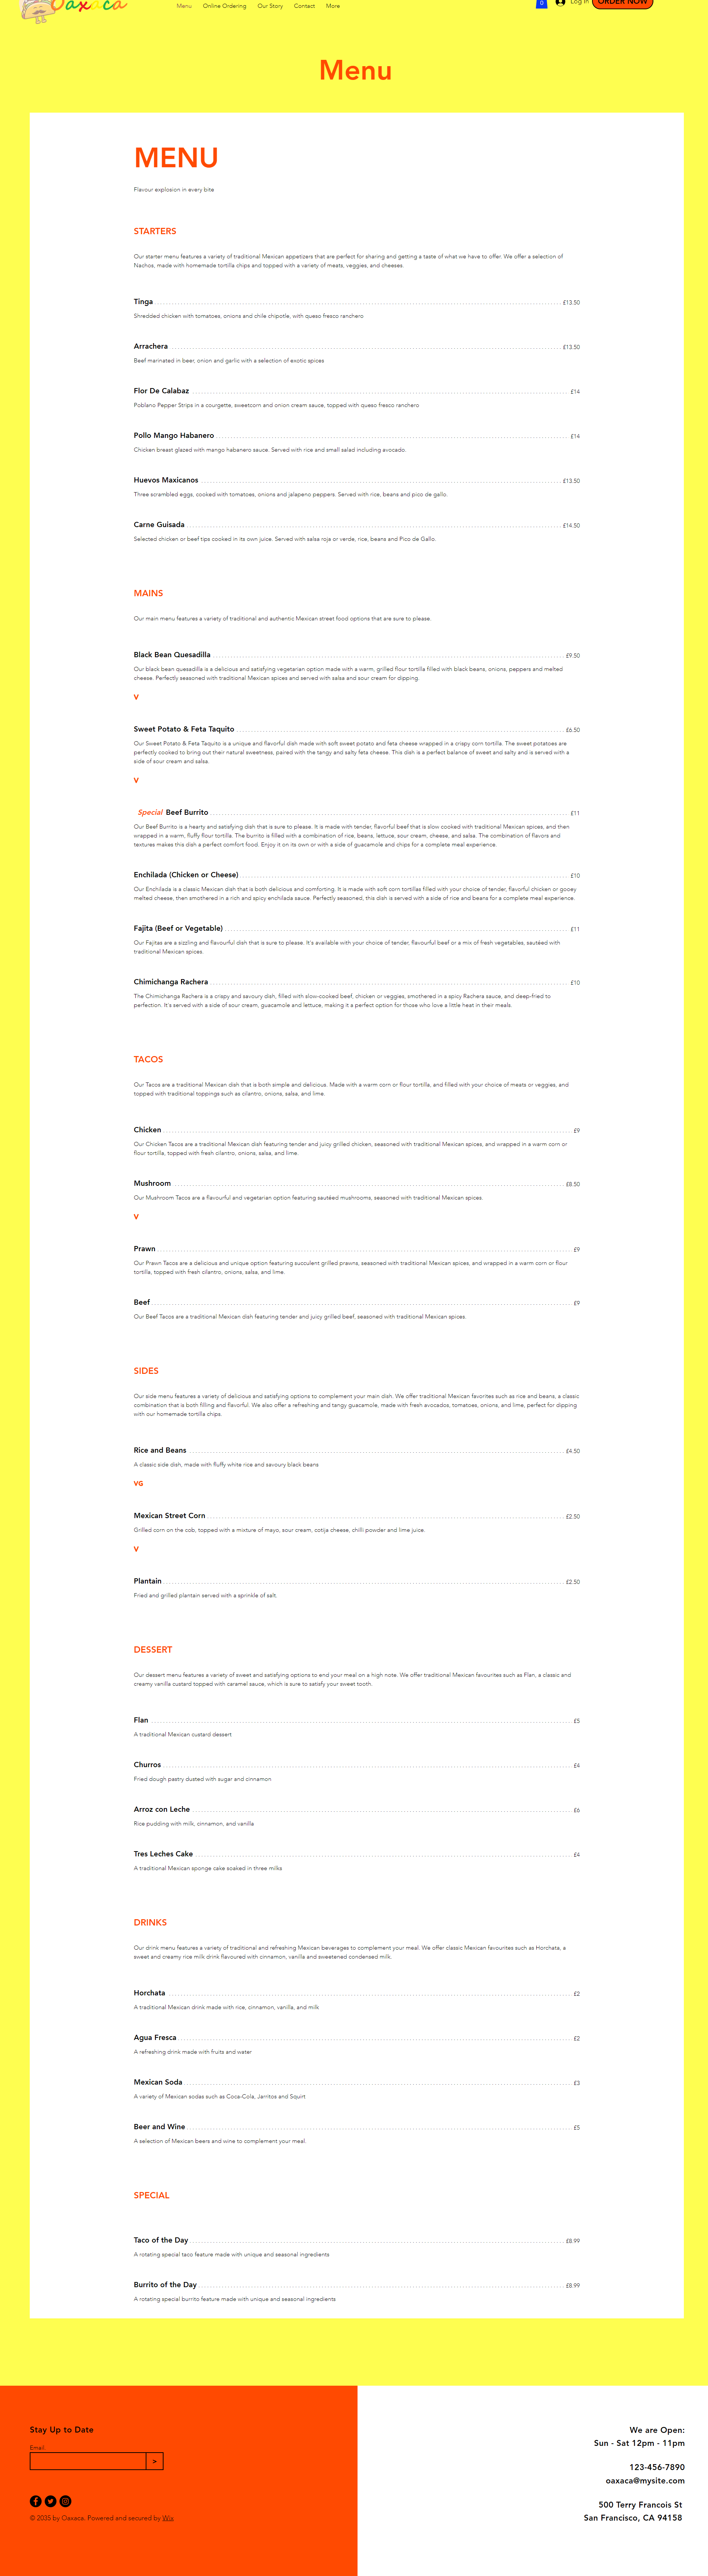 Oaxaca
Menu
Online Ordering
Our Story
Contact
More
0
Log In
ORDER NOW
Menu
MENU
Flavour explosion in every bite
STARTERS
Our starter menu features a variety of traditional Mexican appetizers that are perfect for sharing and getting a taste of what we have to offer. We offer a selection of
Nachos, made with homemade tortilla chips and topped with a variety of meats, veggies, and cheeses.
Tinga £13.50
Shredded chicken with tomatoes, onions and chile chipotle, with queso fresco ranchero
Arrachera £13.50
Beef marinated in beer, onion and garlic with a selection of exotic spices
Flor De Calabaz £14
Poblano Pepper Strips in a courgette, sweetcorn and onion cream sauce, topped with queso fresco ranchero.
Pollo Mango Habanero £14
Chicken breast glazed with mango habanero sauce. Served with rice and small salad including avocado.
Huevos Maxicanos £13.50
Three scrambled eggs, cooked with tomatoes, onions and jalapeno peppers. Served with rice, beans and pico de gallo.
Carne Guisada £14.50
Selected chicken or beef tips cooked in its own juice. Served with salsa roja or verde, rice, beans and Pico de Gallo.
MAINS
Our main menu features a variety of traditional and authentic Mexican street food options that are sure to please.
Black Bean Quesadilla £9.50
Our black bean quesadilla is a delicious and satisfying vegetarian option made with a warm, grilled flour tortilla filled with black beans, onions, peppers and melted
cheese. Perfectly seasoned with traditional Mexican spices and served with salsa and sour cream for dipping.
V
Sweet Potato & Feta Taquito £6.50
Our Sweet Potato & Feta Taquito is a unique and flavorful dish made with soft sweet potato and feta cheese wrapped in a crispy corn tortilla. The sweet potatoes are
perfectly cooked to bring out their natural sweetness, paired with the tangy and salty feta cheese. This dish is a perfect balance of sweet and salty and is served with a
side of sour cream and salsa.
V
Special Beef Burrito £11
Our Beef Burrito is a hearty and satisfying dish that is sure to please. It is made with tender, flavorful beef that is slow cooked with traditional Mexican spices, and then
wrapped in a warm, fluffy flour tortilla. The burrito is filled with a combination of rice, beans, lettuce, sour cream, cheese, and salsa. The combination of flavors and
textures makes this dish a perfect comfort food. Enjoy it on its own or with a side of guacamole and chips for a complete meal experience.
Enchilada (Chicken or Cheese) £10
Our Enchilada is a classic Mexican dish that is both delicious and comforting. It is made with soft corn tortillas filled with your choice of tender, flavorful chicken or gooey
melted cheese, then smothered in a rich and spicy enchilada sauce. Perfectly seasoned, this dish is served with a side of rice and beans for a complete meal experience.
Fajita (Beef or Vegetable) £11
Our Fajitas are a sizzling and flavourful dish that is sure to please. It's available with your choice of tender, flavourful beef or a mix of fresh vegetables, sautéed with
traditional Mexican spices.
Chimichanga Rachera £10
The Chimichanga Rachera is a crispy and savoury dish, filled with slow-cooked beef, chicken or veggies, smothered in a spicy Rachera sauce, and deep-fried to
perfection. It's served with a side of sour cream, guacamole and lettuce, making it a perfect option for those who love a little heat in their meals.
TACOS
Our Tacos are a traditional Mexican dish that is both simple and delicious. Made with a warm corn or flour tortilla, and filled with your choice of meats or veggies, and
topped with traditional toppings such as cilantro, onions, salsa, and lime.
Chicken £9
Our Chicken Tacos are a traditional Mexican dish featuring tender and juicy grilled chicken, seasoned with traditional Mexican spices, and wrapped in a warm corn or
flour tortilla, topped with fresh cilantro, onions, salsa, and lime.
Mushroom £8.50
Our Mushroom Tacos are a flavourful and vegetarian option featuring sautéed mushrooms, seasoned with traditional Mexican spices.
V
Prawn £9
Our Prawn Tacos are a delicious and unique option featuring succulent grilled prawns, seasoned with traditional Mexican spices, and wrapped in a warm corn or flour
tortilla, topped with fresh cilantro, onions, salsa, and lime.
Beef £9
Our Beef Tacos are a traditional Mexican dish featuring tender and juicy grilled beef, seasoned with traditional Mexican spices.
SIDES
Our side menu features a variety of delicious and satisfying options to complement your main dish. We offer traditional Mexican favorites such as rice and beans, a classic
combination that is both filling and flavorful. We also offer a refreshing and tangy guacamole, made with fresh avocados, tomatoes, onions, and lime, perfect for dipping
with our homemade tortilla chips.
Rice and Beans £4.50
A classic side dish, made with fluffy white rice and savoury black beans
VG
Mexican Street Corn £2.50
Grilled corn on the cob, topped with a mixture of mayo, sour cream, cotija cheese, chilli powder and lime juice.
V
Plantain £2.50
Fried and grilled plantain served with a sprinkle of salt.
DESSERT
Our dessert menu features a variety of sweet and satisfying options to end your meal on a high note. We offer traditional Mexican favourites such as Flan, a classic and
creamy vanilla custard topped with caramel sauce, which is sure to satisfy your sweet tooth.
Flan £5
A traditional Mexican custard dessert
Churros £4
Fried dough pastry dusted with sugar and cinnamon
Arroz con Leche £6
Rice pudding with milk, cinnamon, and vanilla
Tres Leches Cake £4
A traditional Mexican sponge cake soaked in three milks
DRINKS
Our drink menu features a variety of traditional and refreshing Mexican beverages to complement your meal. We offer classic Mexican favourites such as Horchata, a
sweet and creamy rice milk drink flavoured with cinnamon, vanilla and sweetened condensed milk.
Horchata £2
A traditional Mexican drink made with rice, cinnamon, vanilla, and milk
Agua Fresca £2
A refreshing drink made with fruits and water
Mexican Soda £3
A variety of Mexican sodas such as Coca-Cola, Jarritos and Squirt
Beer and Wine £5
A selection of Mexican beers and wine to complement your meal.
SPECIAL
Taco of the Day £8.99
A rotating special taco feature made with unique and seasonal ingredients
Burrito of the Day £8.99
A rotating special burrito feature made with unique and seasonal ingredients
Stay Up to Date
Email
>
© 2035 by Oaxaca. Powered and secured by Wix
We are Open:
Sun - Sat 12pm - 11pm
123-456-7890
oaxaca@mysite.com
500 Terry Francois St
San Francisco, CA 94158